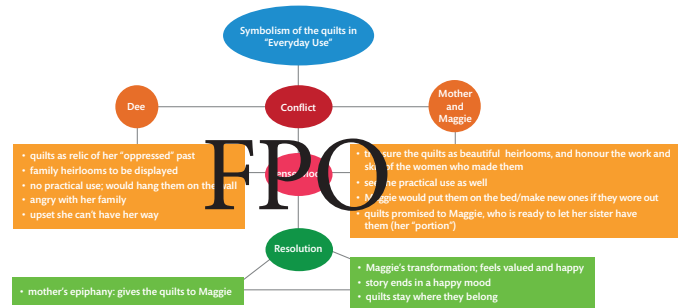 Symbolism of the quilts in
"Everyday Use"
Dee
Conflict
Mother
and
Maggie
• quilts as relic of her "oppressed" past
• family heirlooms to be displayed
• no practical use; would hang them on the wall
• angry with her family
• upset she can't have her way
FPO
• treasure the quilts as beautiful heirlooms, and honour the work and
skill of the women who made them
• see the practical use as well
• Maggie would put them on the bed/make new ones if they wore out
• quilts promised to Maggie, who is ready to let her sister have
them (her "portion")
Resolution
• mother's epiphany: gives the quilts to Maggie
• Maggie's transformation; feels valued and happy
• story ends in a happy mood
• quilts stay where they belong